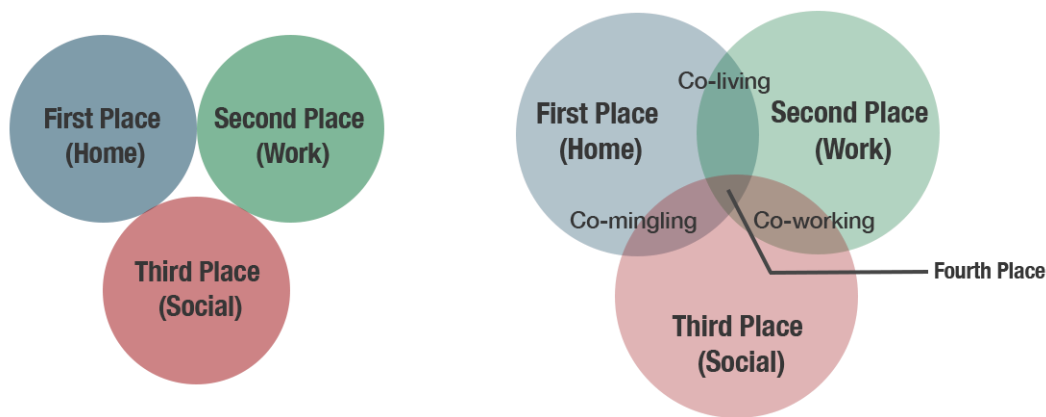 First Place
(Home)
Second Place
(Work)
Third Place
(Social)
Co-living
First Place
(Home)
Second Place
(Work)
Co-mingling
Co-working
Fourth Place
Third Place
(Social)